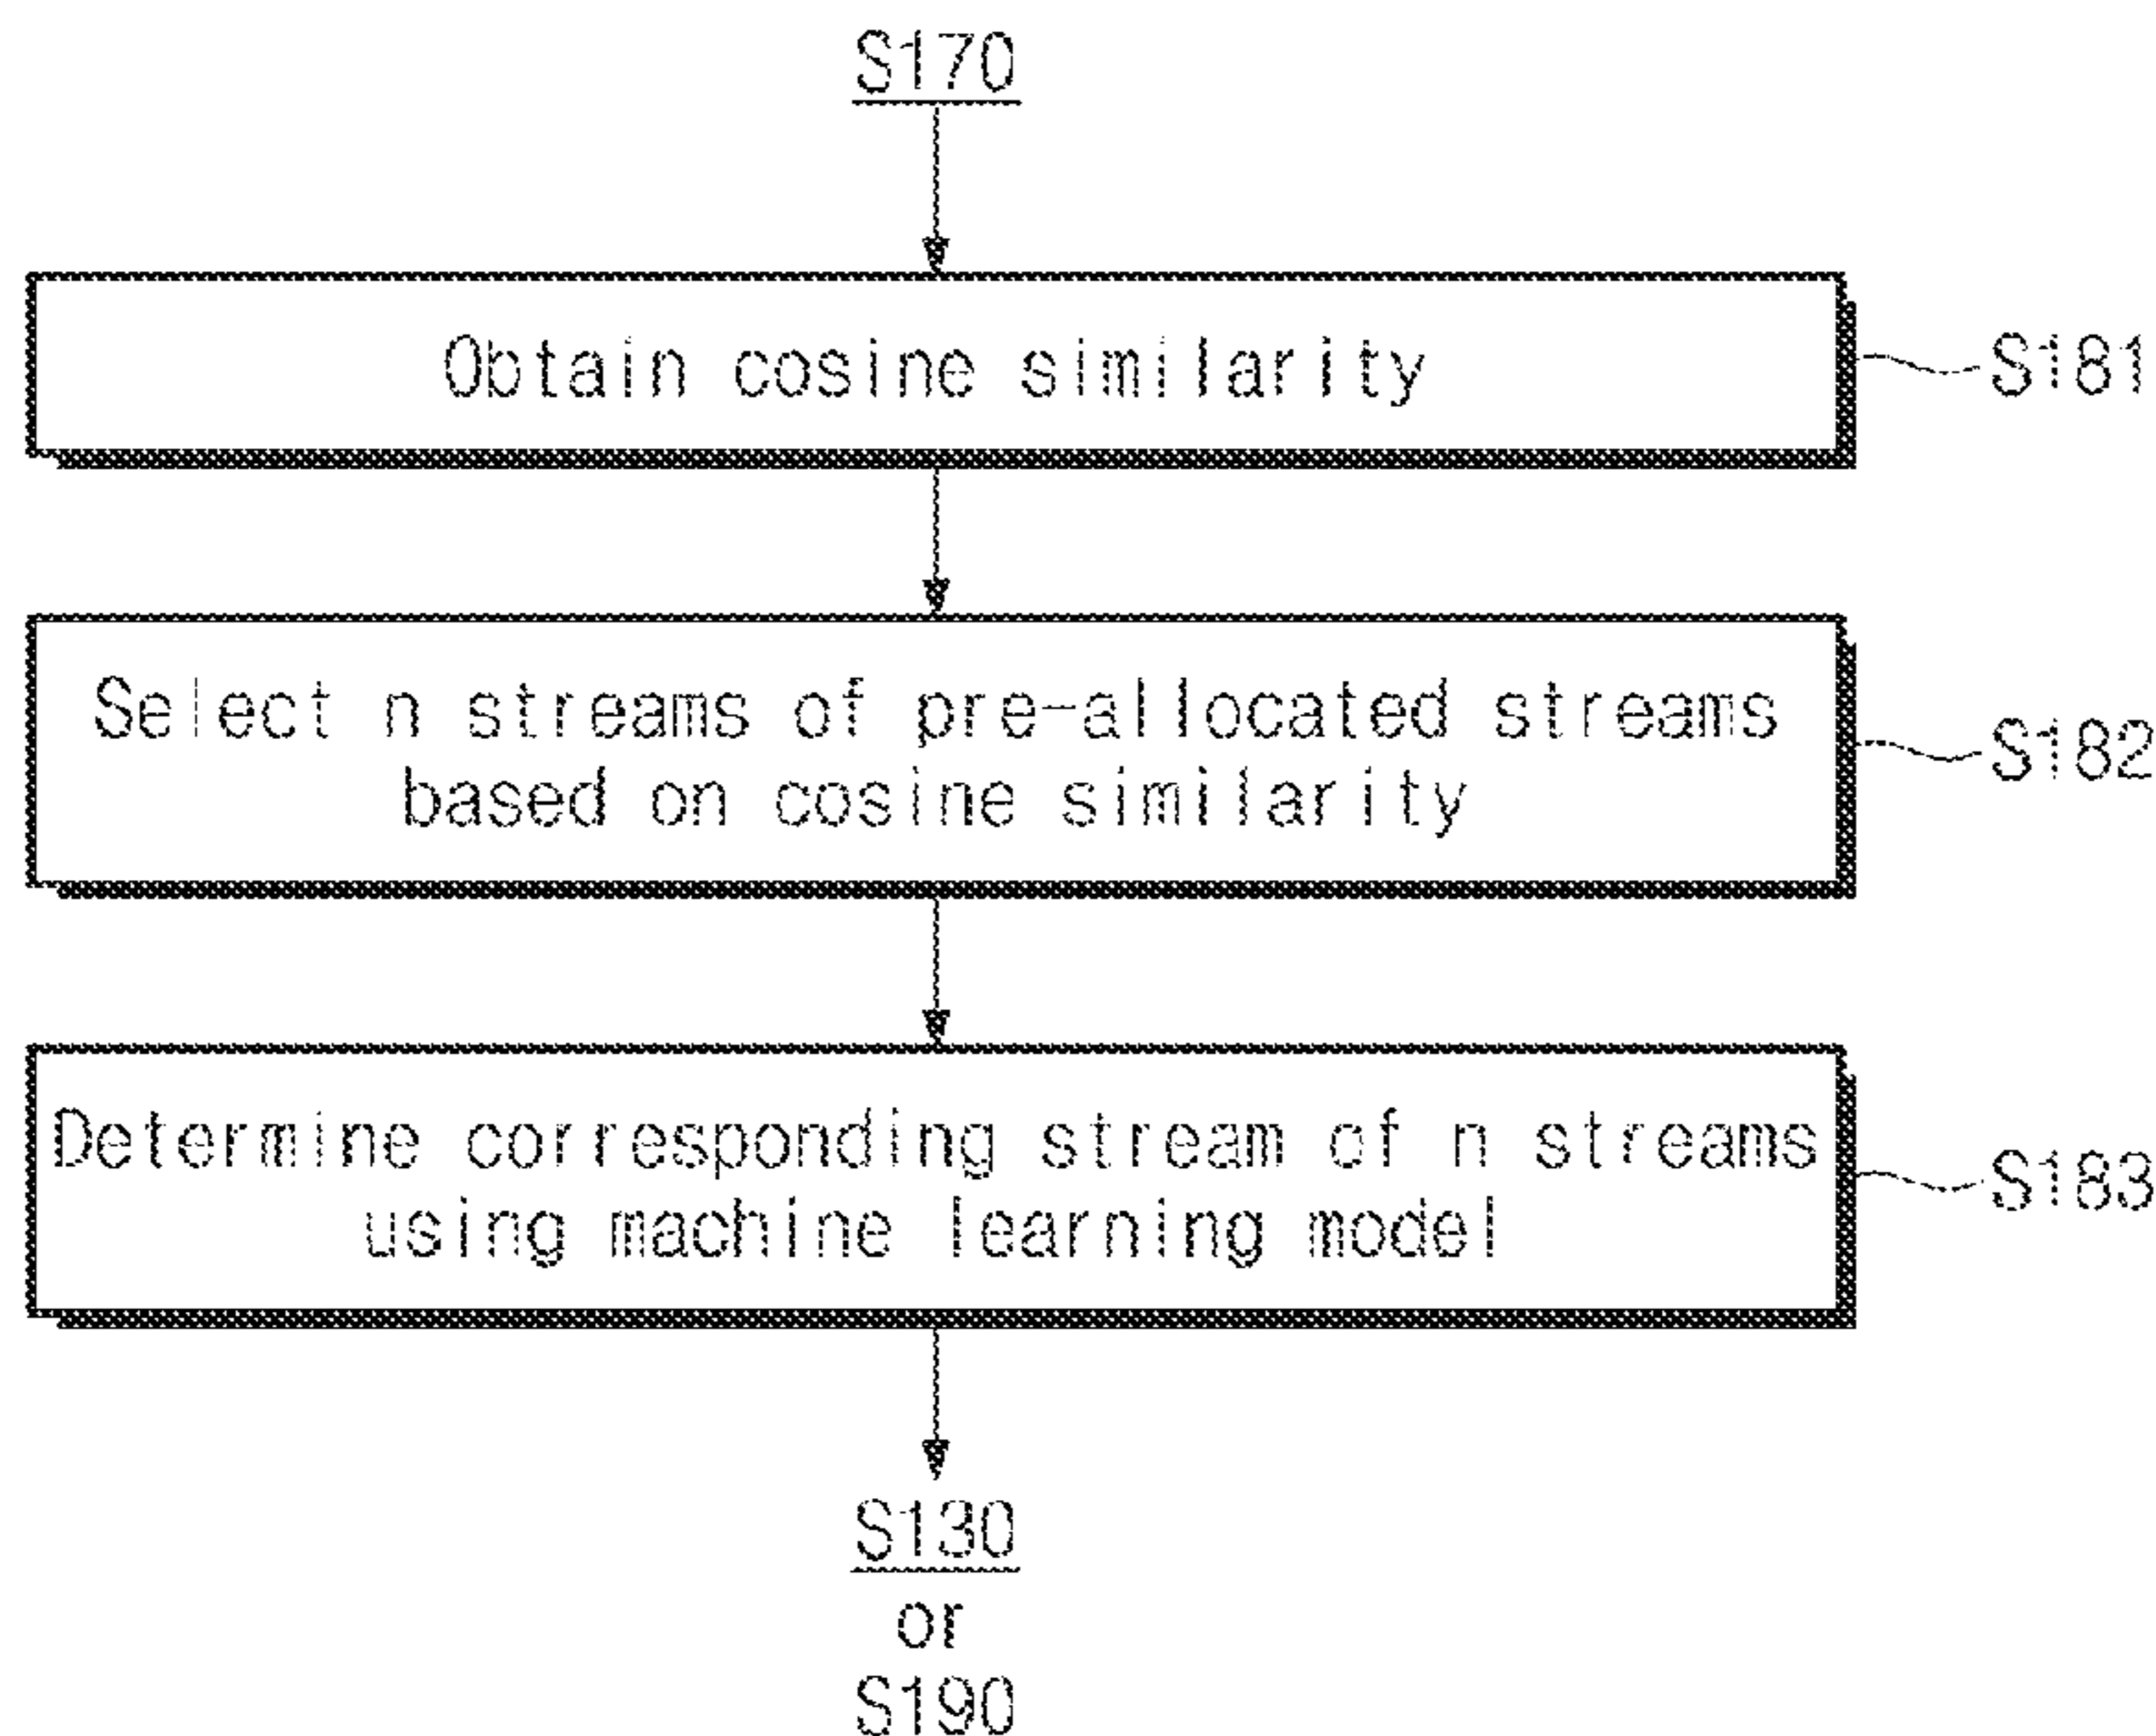 S170
Obtain cosine similarity
S181
Select n streams of pre-allocated streams
based on cosine similarity
S182
Determine corresponding stream of n streams
using machine learning model
S183
S130
or
S190